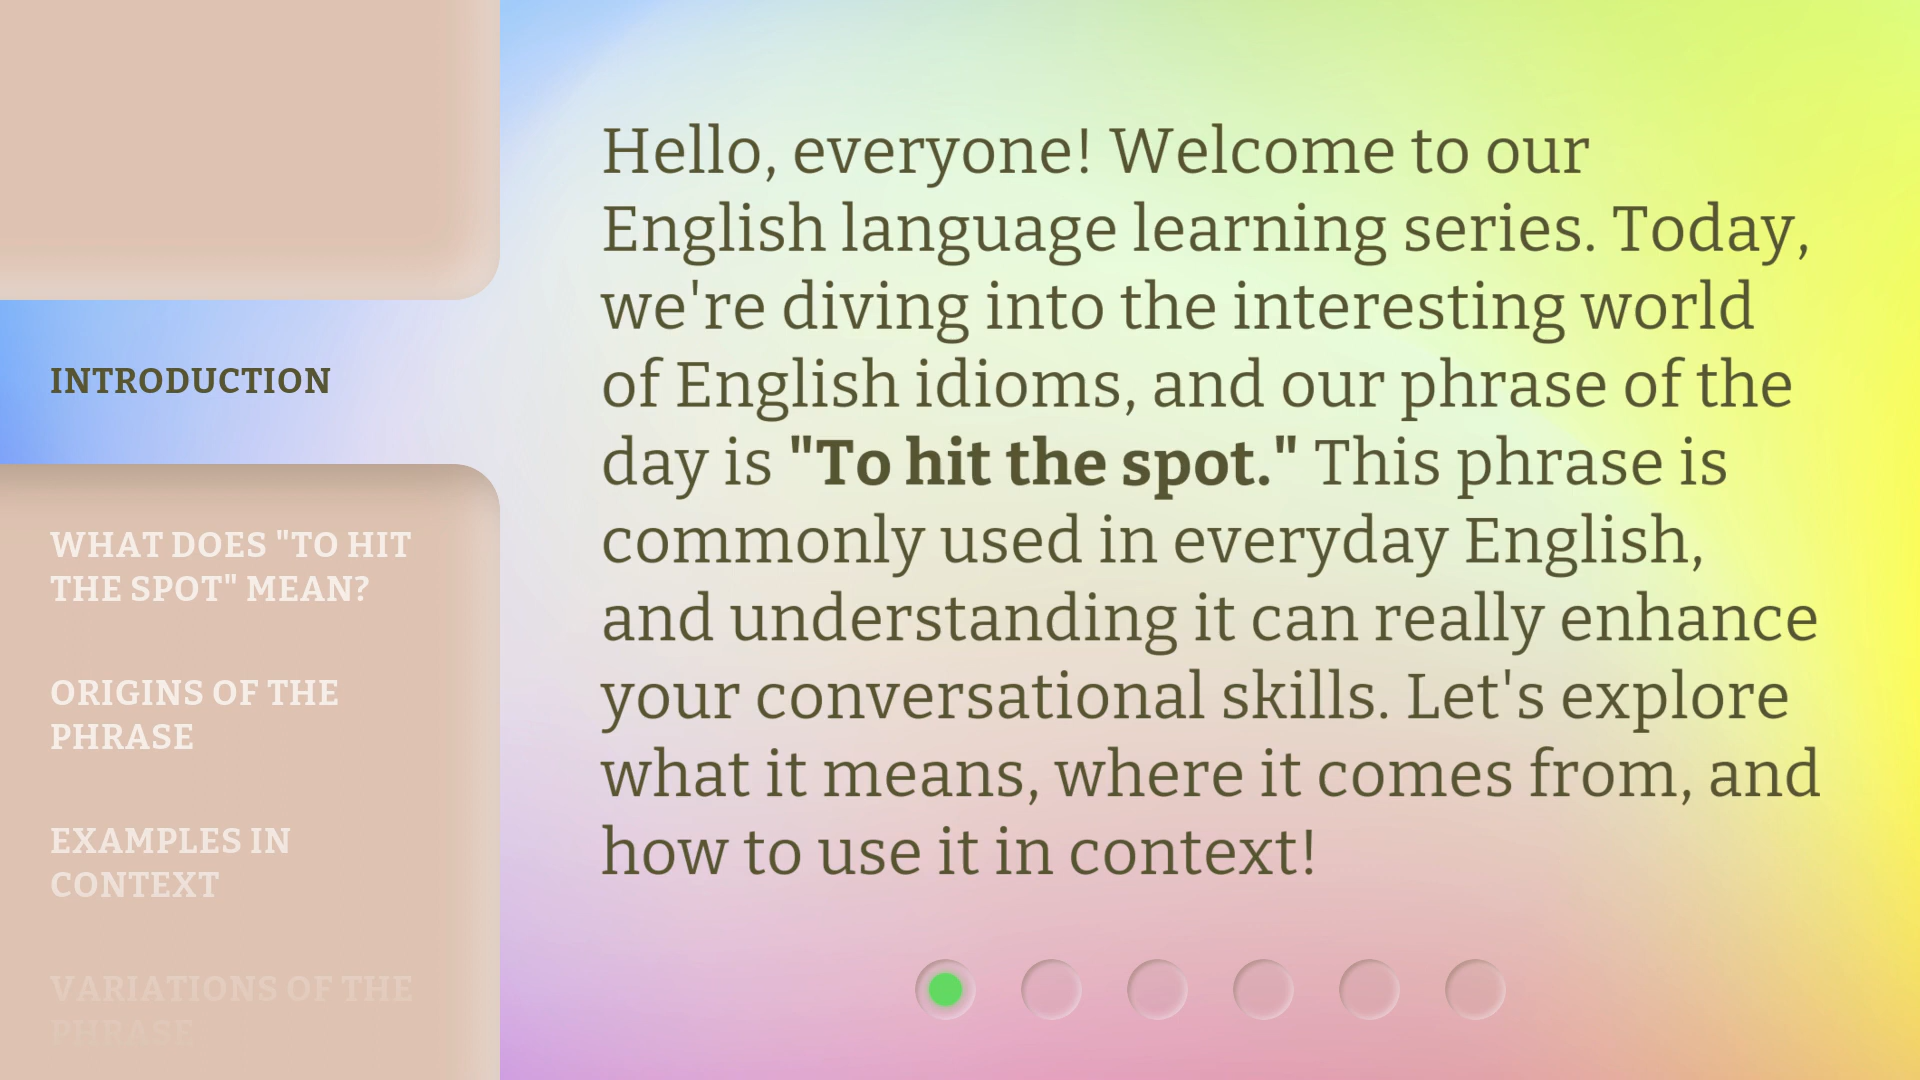 INTRODUCTION
WHAT DOES "TO HIT
THE SPOT" MEAN?
ORIGINS OF THE
PHRASE
EXAMPLES IN
CONTEXT
VARIATIONS OF THE
PHRASE
Hello, everyone! Welcome to our
English language learning series. Today,
we're diving into the interesting world
of English idioms, and our phrase of the
day is "To hit the spot." This phrase is
commonly used in everyday English,
and understanding it can really enhance
your conversational skills. Let's explore
what it means, where it comes from, and
how to use it in context!